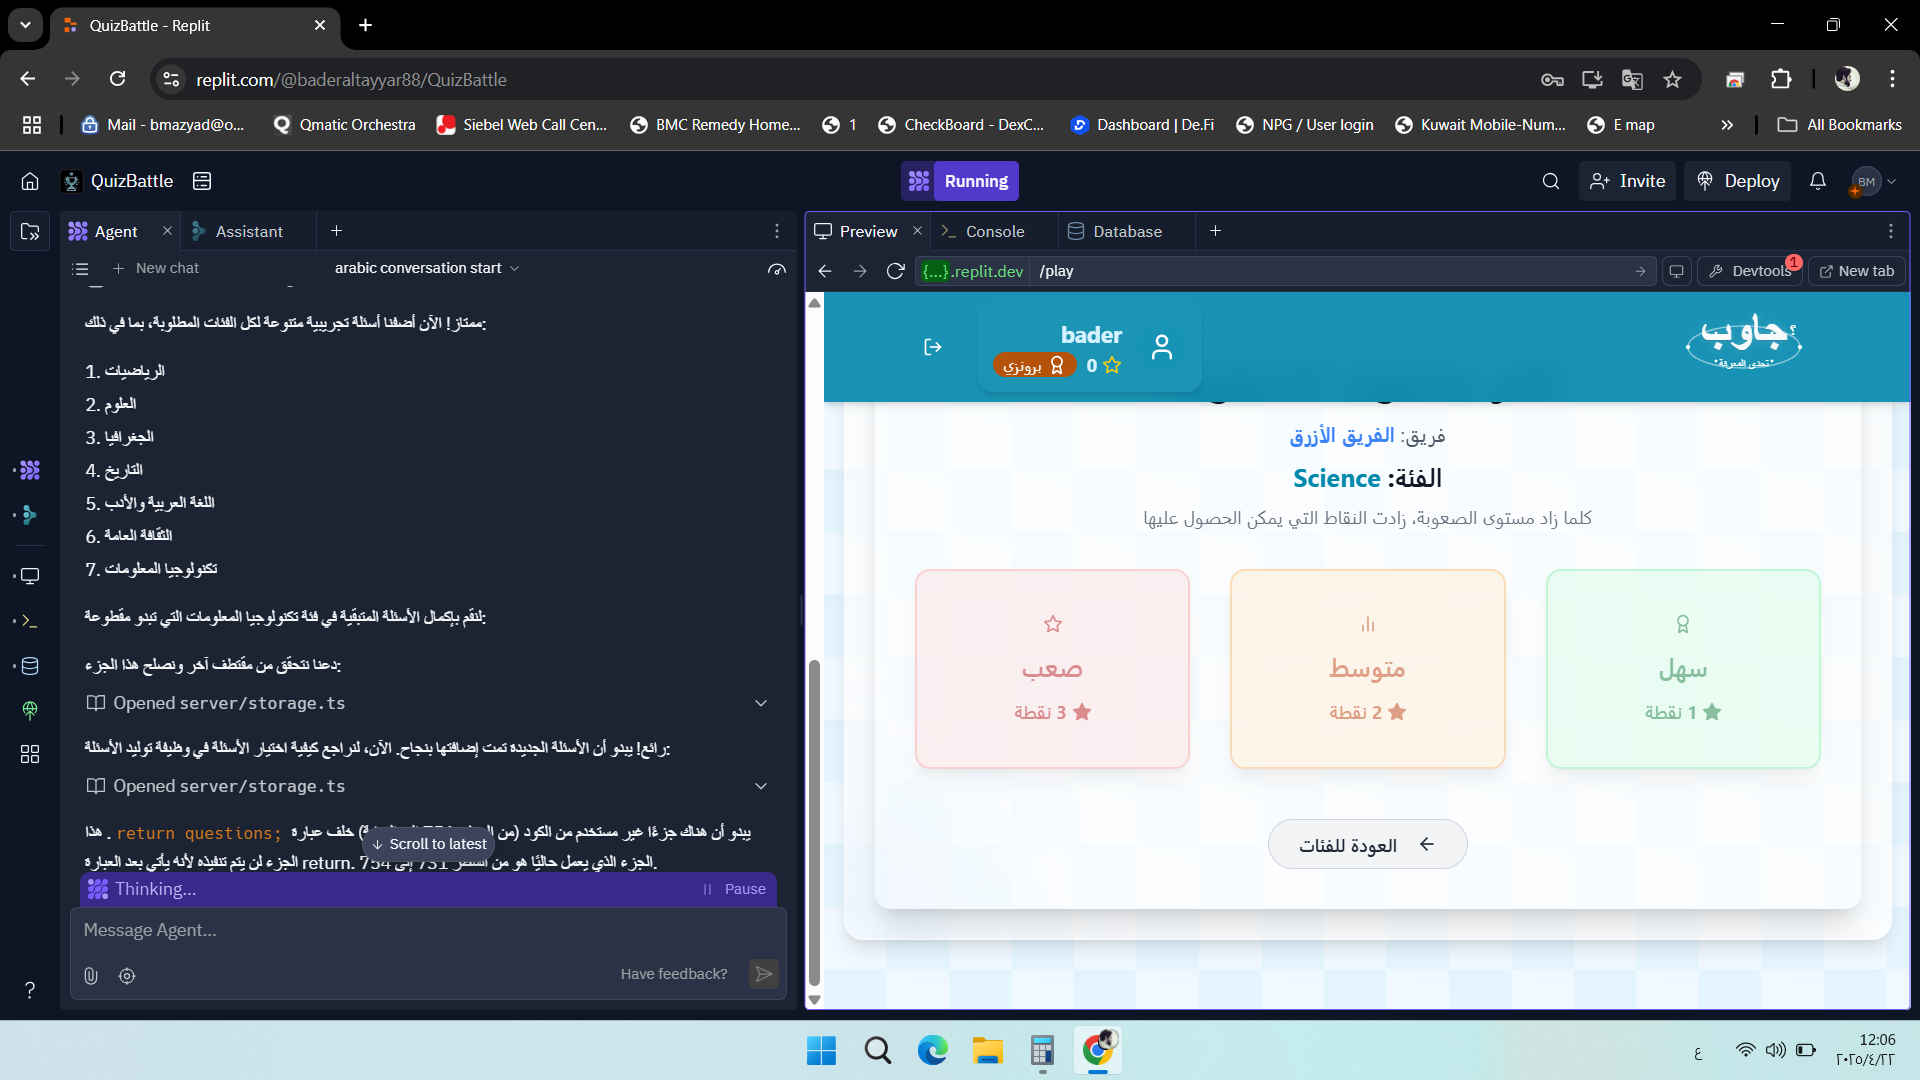 QuizBattle - Replit
replit.com/@baderaltayyar88/QuizBattle
Mail - bmazyad@o...
Qmatic Orchestra
Siebel Web Call Cen...
BMC Remedy Home...
1
CheckBoard - DexC...
Dashboard | De.Fi
NPG / User login
Kuwait Mobile-Num...
E map
All Bookmarks
QuizBattle
Running
Invite
Deploy
BM
Agent
Assistant
New chat
arabic conversation start
ممتاز! الآن أضفنا أسئلة تجريبية متنوعة لكل الفئات المطلوبة، بما في ذلك:
1. الرياضيات
2. العلوم
3. الجغرافيا
4. التاريخ
5. اللغة العربية والأدب
6. الثقافة العامة
7. تكنولوجيا المعلومات
لنقم بإكمال الأسئلة المتبقية في فئة تكنولوجيا المعلومات التي تبدو مقطوعة:
دعنا نتحقق من مقتطف آخر ونصلح هذا الجزء:
Opened server/storage.ts
رائع! يبدو أن الأسئلة الجديدة تمت إضافتها بنجاح. الآن، لنراجع كيفية اختيار الأسئلة في وظيفة توليد الأسئلة:
Opened server/storage.ts
يبدو أن هناك جزءًا غير مستخدم من الكود (من خلف عبارة return questions; . هذا
الجزء لن يتم تنفيذه لأنه يأتي بعد العبارة return. الجزء الذي يعمل حاليًا هو من السطر 731 إلى 754.
Scroll to latest
Thinking...
Pause
Message Agent...
Have feedback?
Preview
Console
Database
{...}.replit.dev
/play
Devtools
1
New tab
bader
برونزي
0
جاوب
؟
تحدى المعرفة
فريق: الفريق الأزرق
الفئة: Science
كلما زاد مستوى الصعوبة، زادت النقاط التي يمكن الحصول عليها
سهل
1 نقطة
متوسط
2 نقطة
صعب
3 نقطة
العودة للفئات
?
ع
12:06
٢٠٢٥/٤/٢٢